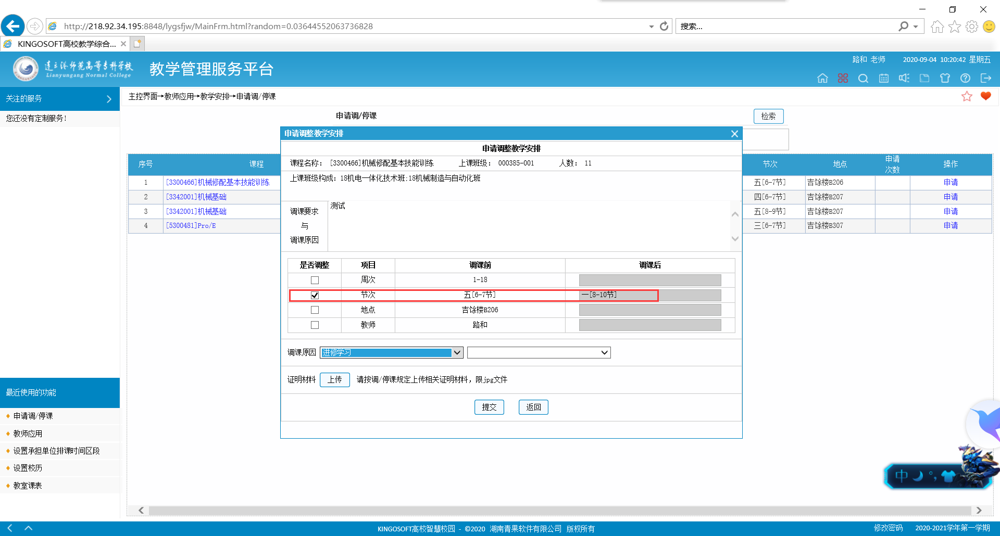 http://218.92.34.195:8848/lygsfjw/MainFrm.html?random=0.03644552063736828
搜索...
KINGOSOFT高校教学综合...
连云港师范高等专科学校
Lianyungang Normal College
教学管理服务平台
路和 老师 2020-09-04 10:20:42 星期五
关注的服务
您还没有定制服务!
主控界面→教师应用→教学安排→申请调/停课
申请调/停课
检索
序号 课程 节次 地点 申请次数 操作
1 [3300466]机械修配基本技能训练 五[6-7节] 吉馀楼B206 申请
2 [3342001]机械基础 四[6-7节] 吉馀楼B207 申请
3 [3342001]机械基础 五[8-9节] 吉馀楼B207 申请
4 [5300481]Pro/E 三[6-7节] 吉馀楼B307 申请
申请调整教学安排
申请调整教学安排
课程名称: [3300466]机械修配基本技能训练 上课班级: 000385-001 人数: 11
上课班级构成: 18机电一体化技术班;18机械制造与自动化班
调课要求
与
调课原因
测试
是否调整 项目 调课前 调课后
周次 1-18
节次 五[6-7节] 一[8-10节]
地点 吉馀楼B206
教师 路和
调课原因 进修学习
证明材料 上传 请按调/停课规定上传相关证明材料, 限jpg文件
提交 返回
最近使用的功能
申请调/停课
教师应用
设置承担单位排课时间区段
设置校历
教室课表
中
KINGOSOFT高校智慧校园 - ©2020 湖南青果软件有限公司 版权所有
修改密码 2020-2021学年第一学期